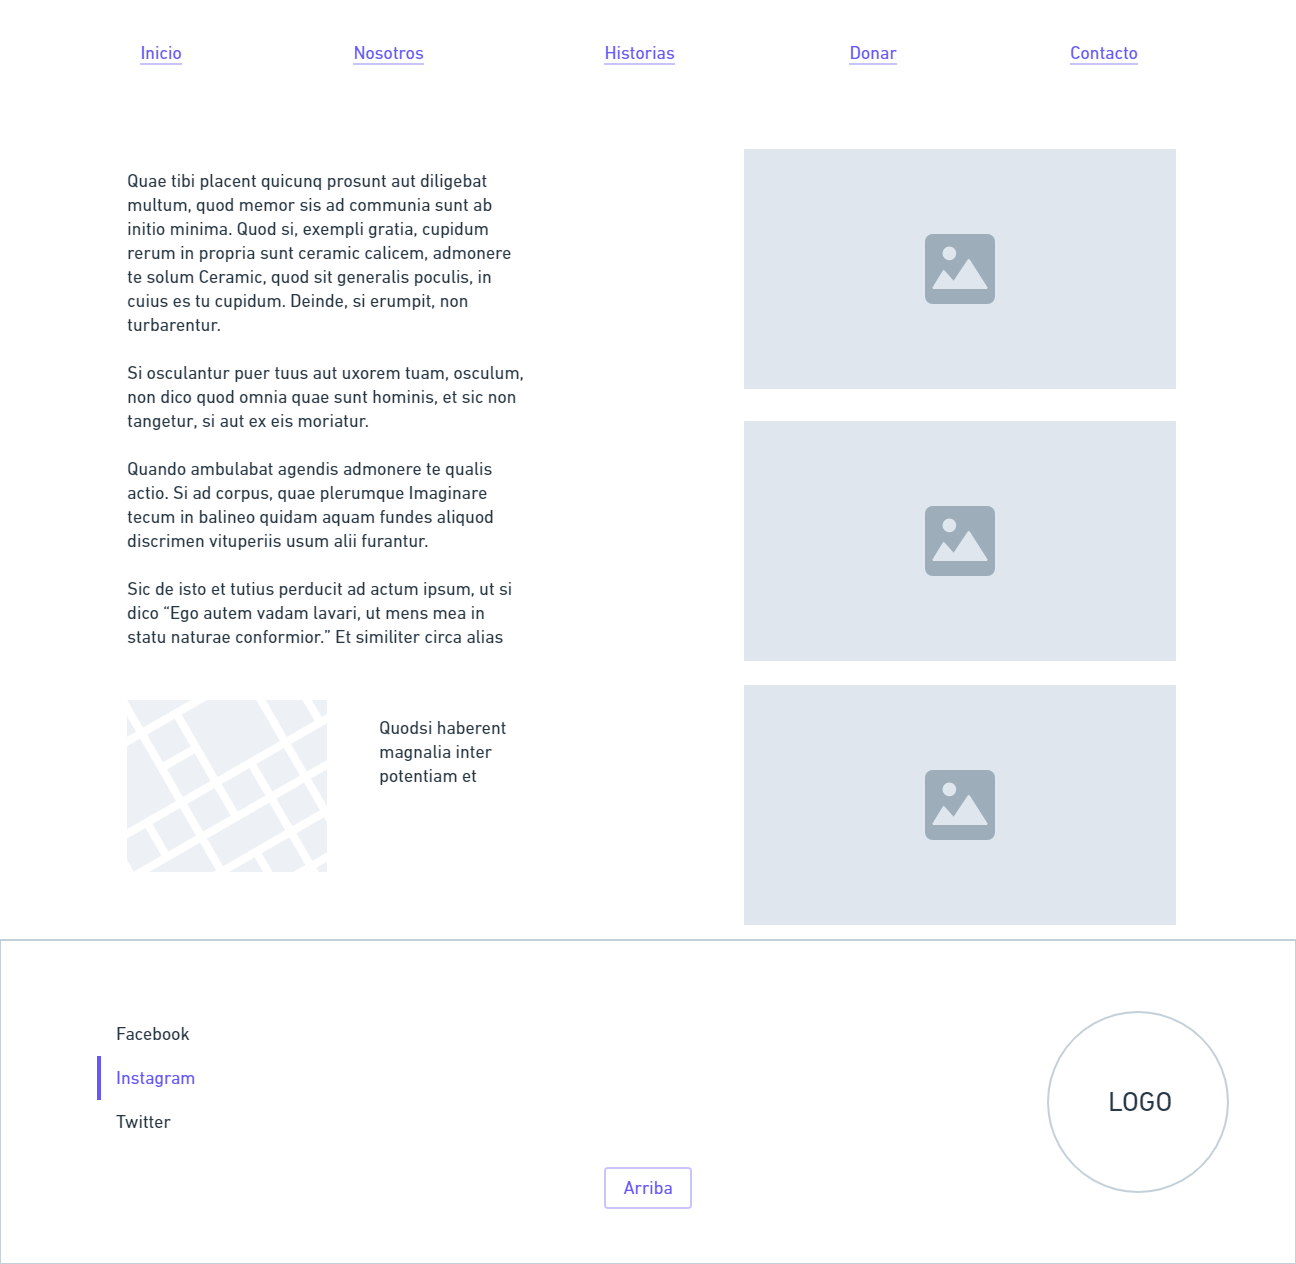 Inicio
Nosotros
Historias
Donar
Contacto
Quae tibi placent quicunq prosunt aut diligebat
multum, quod memor sis ad communia sunt ab
initio minima. Quod si, exempli gratia, cupidum
rerum in propria sunt ceramic calicem, admonere
te solum Ceramic, quod sit generalis poculis, in
cuius es tu cupidum. Deinde, si erumpit, non
turbarentur.
Si osculantur puer tuus aut uxorem tuam, osculum,
non dico quod omnia quae sunt hominis, et sic non
tangetur, si aut ex eis moriatur.
Quando ambulabat agendis admonere te qualis
actio. Si ad corpus, quae plerumque Imaginare
tecum in balineo quidam aquam fundes aliquod
discrimen vituperiis usum alii furantur.
Sic de isto et tutius perducit ad actum ipsum, ut si
dico “Ego autem vadam lavari, ut mens mea in
statu naturae conformior.” Et similiter circa alias
Quodsi haberent
magnalia inter
potentiam et
Facebook
Instagram
Twitter
LOGO
Arriba